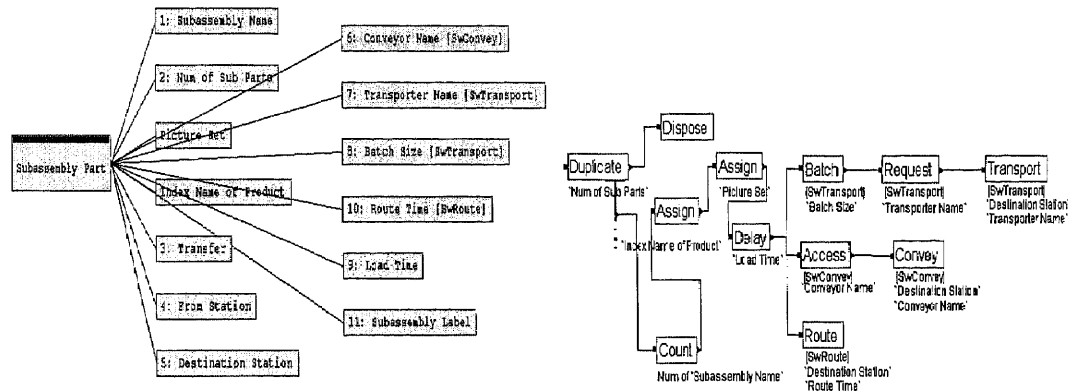 Subassembly Part
1: Subassembly Name
2: Num of Sub Parts
Picture Set
Index Name of Product
3: Transfer
4: From Station
5: Destination Station
6: Conveyor Name [SwConvey]
7: Transporter Name [SwTransport]
8: Batch Size [SwTransport]
10: Route Time [SwRoute]
9: Load Time
11: Subassembly Label
Duplicate
'Num of Sub Parts'
Dispose
Assign
'Index Name of Product'
Count
Num of 'Subassembly Name'
Assign
'Picture Set'
Delay
'Load Time'
Batch
[SwTransport]
'Batch Size'
Request
[SwTransport]
'Transporter Name'
Transport
[SwTransport]
'Destination Station'
'Transporter Name'
Access
[SwConvey]
'Conveyor Name'
Convey
[SwConvey]
'Destination Station'
'Conveyor Name'
Route
[SwRoute]
'Destination Station'
'Route Time'